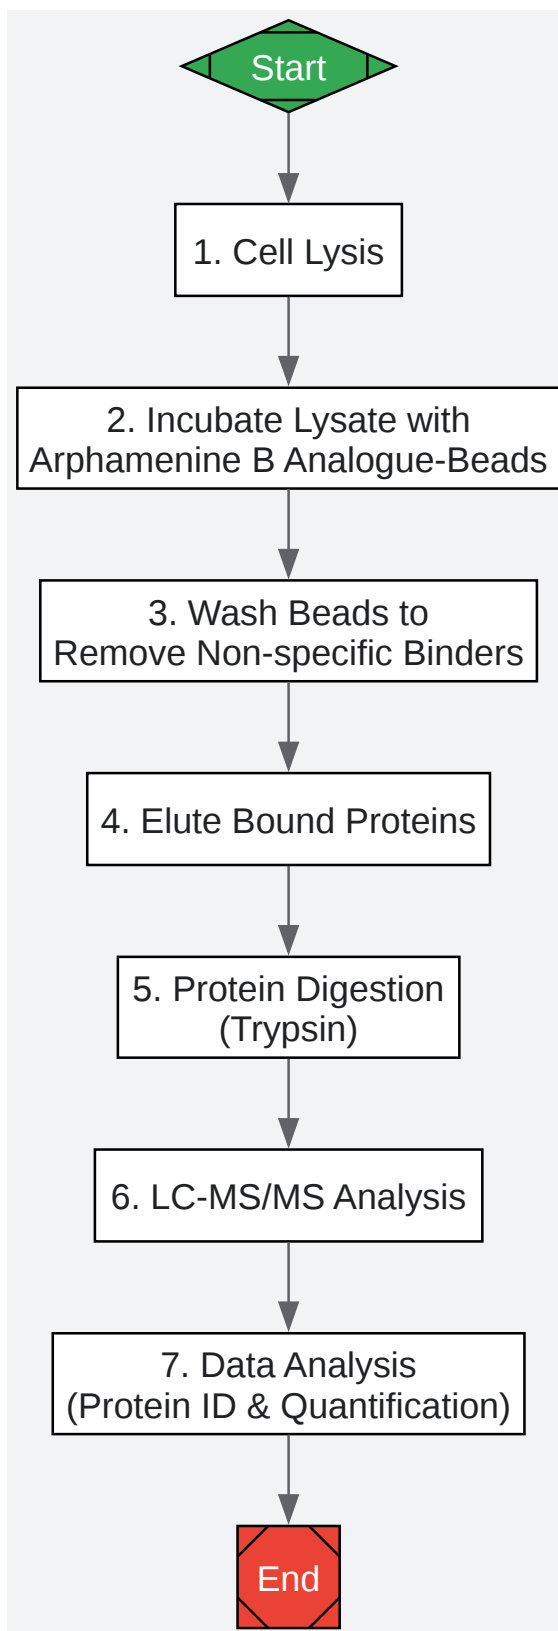 Start
1. Cell Lysis
2. Incubate Lysate with
Arphamenine B Analogue-Beads
3. Wash Beads to
Remove Non-specific Binders
4. Elute Bound Proteins
5. Protein Digestion
(Trypsin)
6. LC-MS/MS Analysis
7. Data Analysis
(Protein ID & Quantification)
End